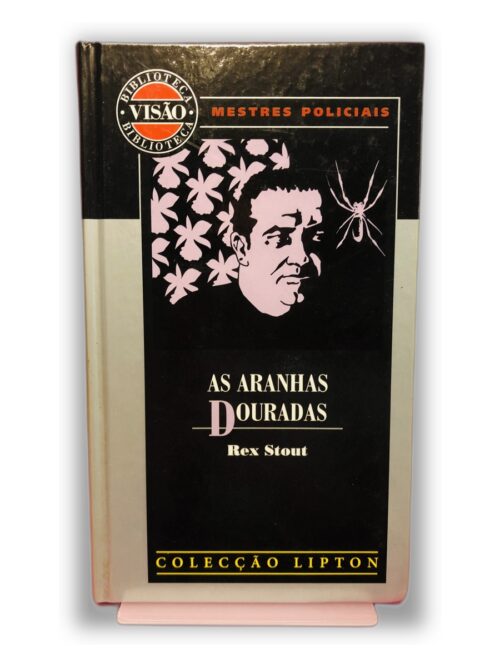 BIBLIOTECA
VISÃO
BIBLIOTECA
MESTRES POLICIAIS
AS ARANHAS
DOURADAS
Rex Stout
COLECÇÃO LIPTON